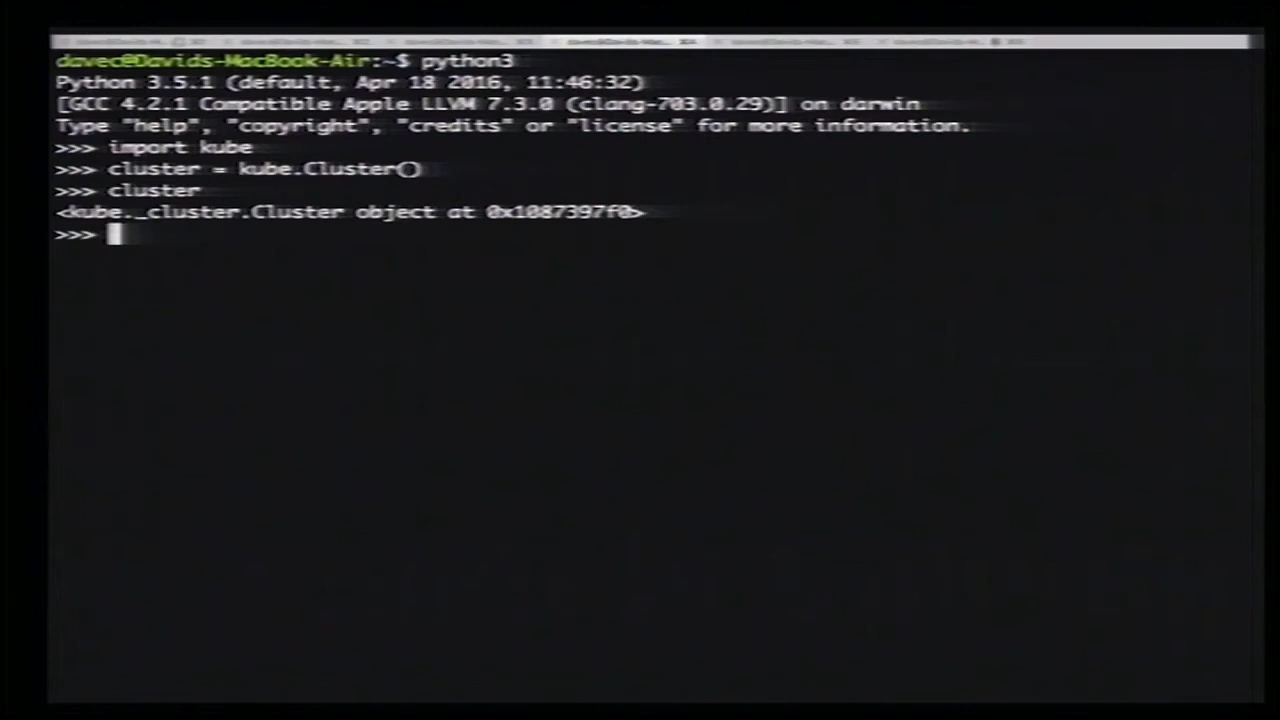 davec@Davids-MacBook-Air:~$ python3
Python 3.5.1 (default, Apr 18 2016, 11:46:32)
[GCC 4.2.1 Compatible Apple LLVM 7.3.0 (clang-703.0.29)] on darwin
Type "help", "copyright", "credits" or "license" for more information.
>>> import kube
>>> cluster = kube.Cluster()
>>> cluster
<kube._cluster.Cluster object at 0x1087397f0>
>>>